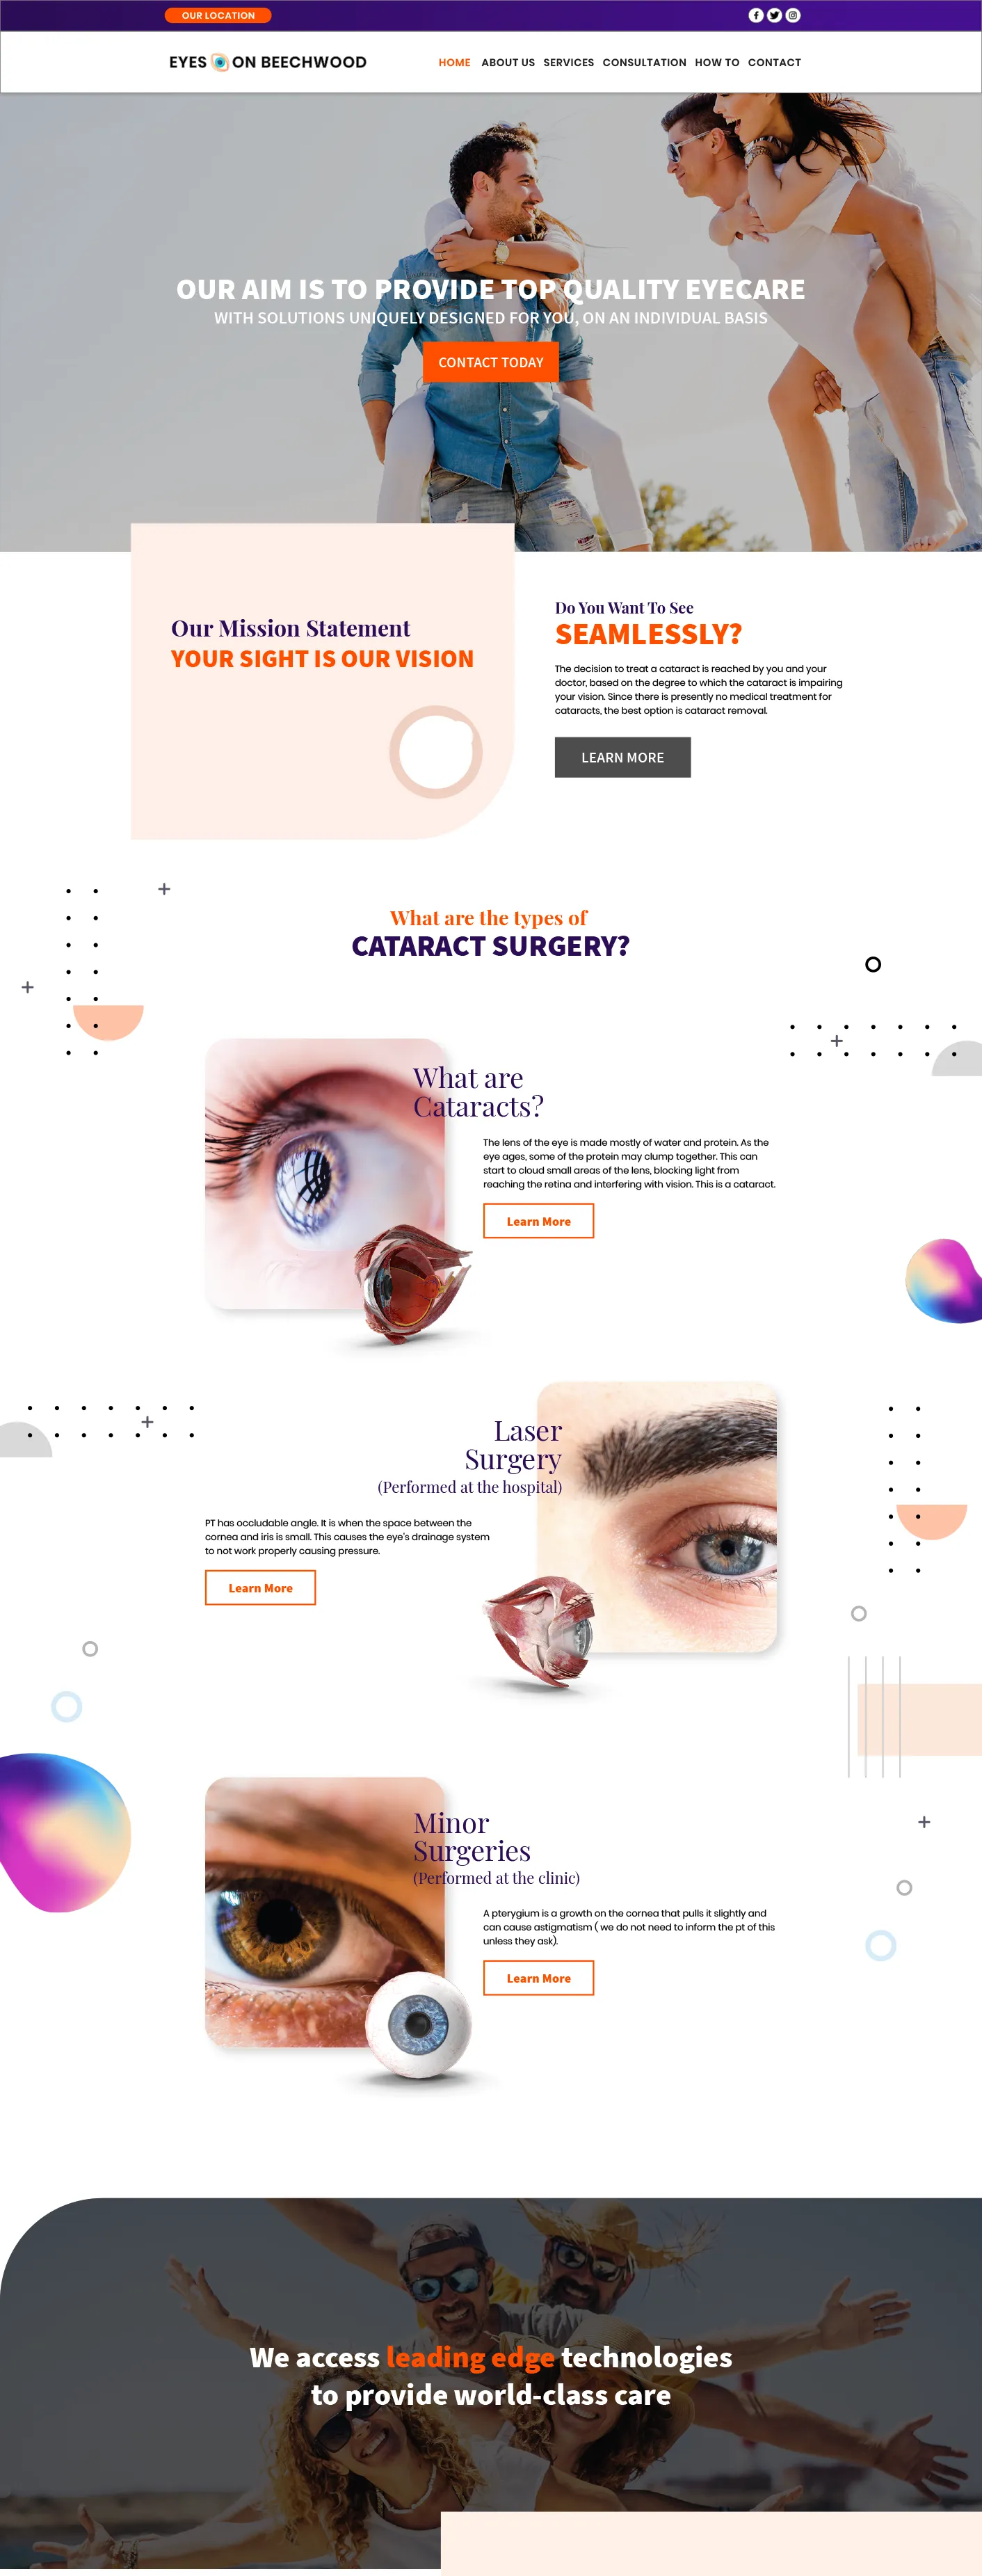 OUR LOCATION
EYES ON BEECHWOOD
HOME ABOUT US SERVICES CONSULTATION HOW TO CONTACT
OUR AIM IS TO PROVIDE TOP QUALITY EYECARE
WITH SOLUTIONS UNIQUELY DESIGNED FOR YOU, ON AN INDIVIDUAL BASIS
CONTACT TODAY
Our Mission Statement
YOUR SIGHT IS OUR VISION
Do You Want To See
SEAMLESSLY?
The decision to treat a cataract is reached by you and your
doctor, based on the degree to which the cataract is impairing
your vision. Since there is presently no medical treatment for
cataracts, the best option is cataract removal.
LEARN MORE
What are the types of
CATARACT SURGERY?
What are
Cataracts?
The lens of the eye is made mostly of water and protein. As the
eye ages, some of the protein may clump together. This can
start to cloud small areas of the lens, blocking light from
reaching the retina and interfering with vision. This is a cataract.
Learn More
Laser
Surgery
(Performed at the hospital)
PT has occludable angle. It is when the space between the
cornea and iris is small. This causes the eye's drainage system
to not work properly causing pressure.
Learn More
Minor
Surgeries
(Performed at the clinic)
A pterygium is a growth on the cornea that pulls it slightly and
can cause astigmatism ( we do not need to inform the pt of this
unless they ask).
Learn More
We access leading edge technologies
to provide world-class care